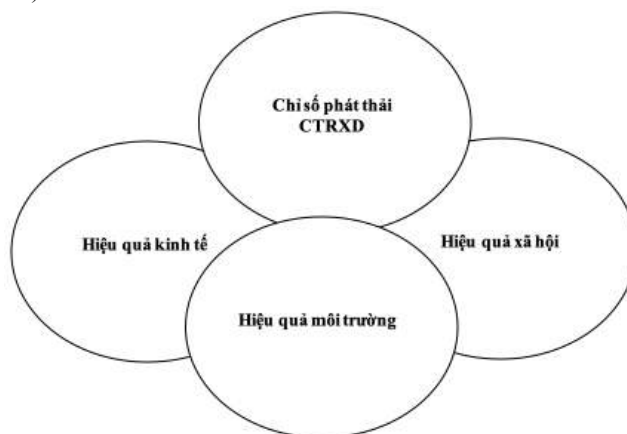 Chỉ số phát thải
CTRXD
Hiệu quả kinh tế
Hiệu quả xã hội
Hiệu quả môi trường